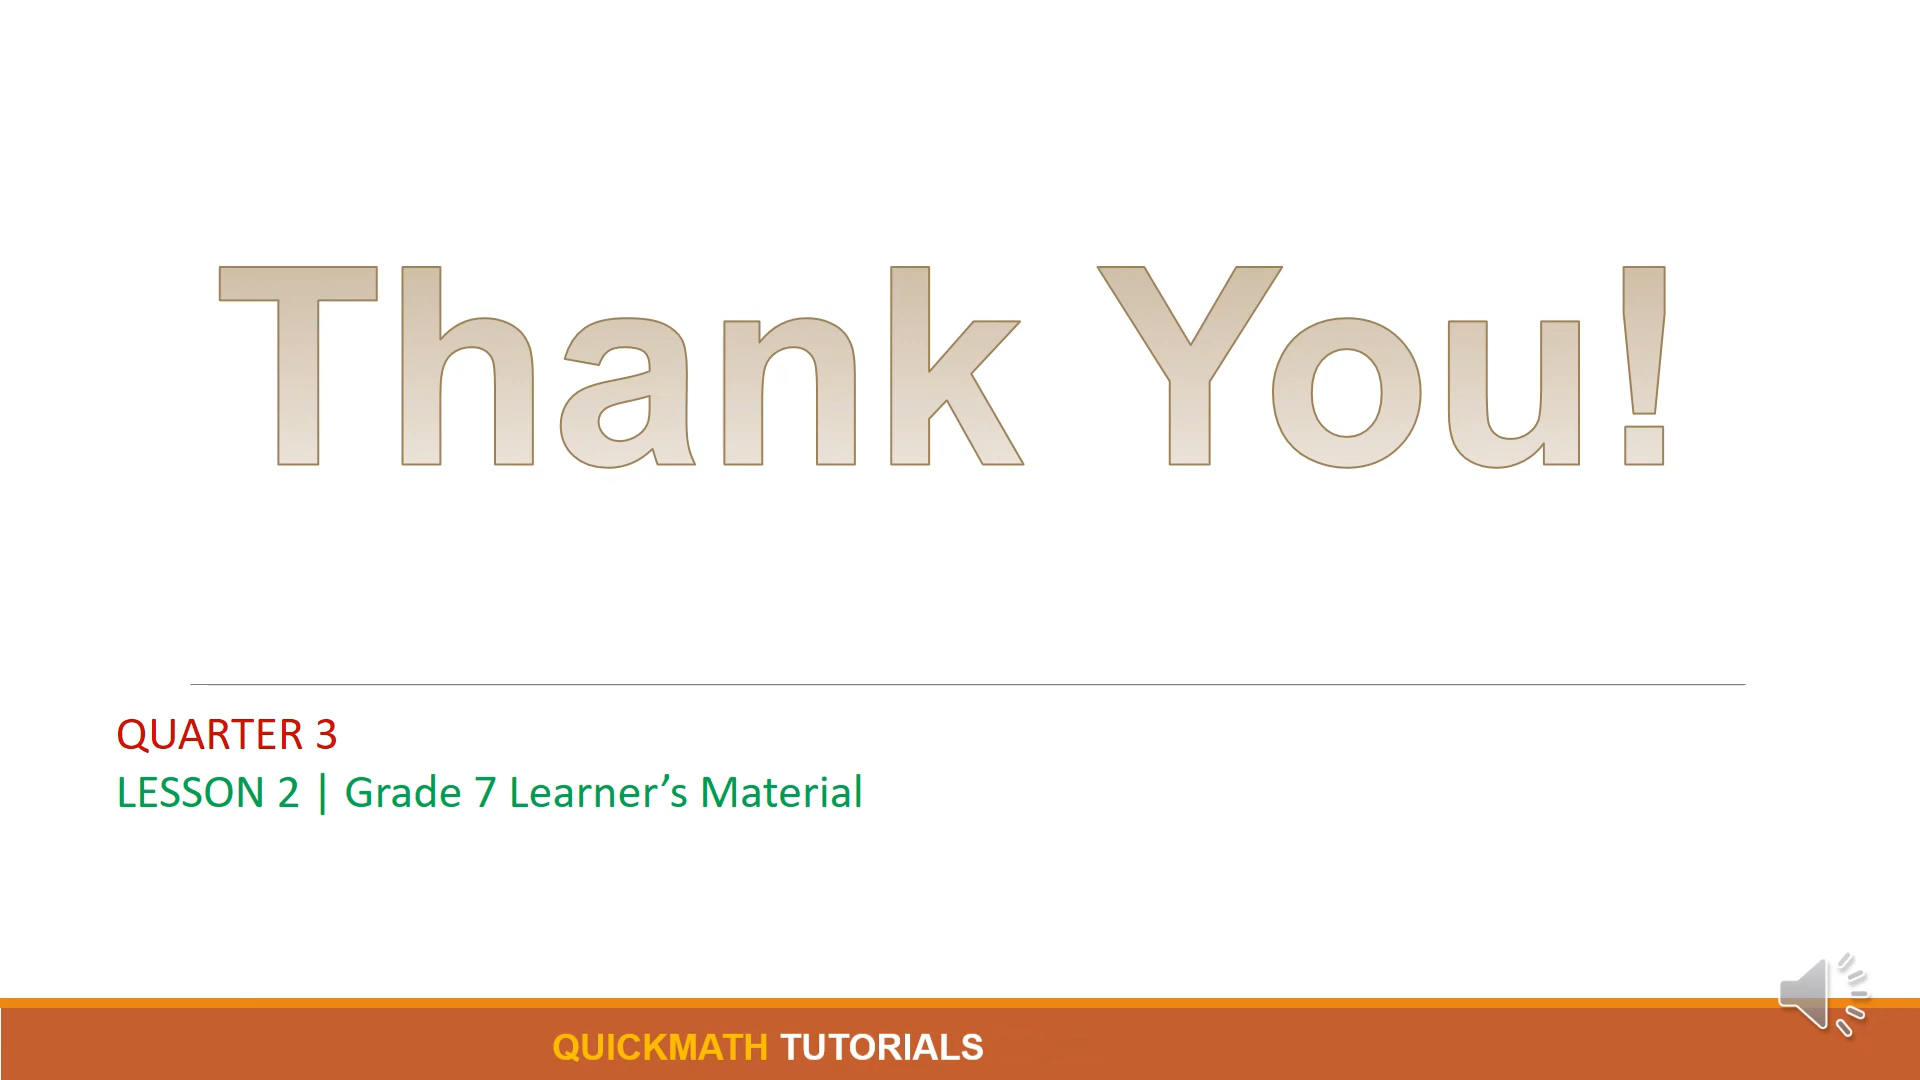 Thank You!
QUARTER 3
LESSON 2 | Grade 7 Learner’s Material
QUICKMATH TUTORIALS